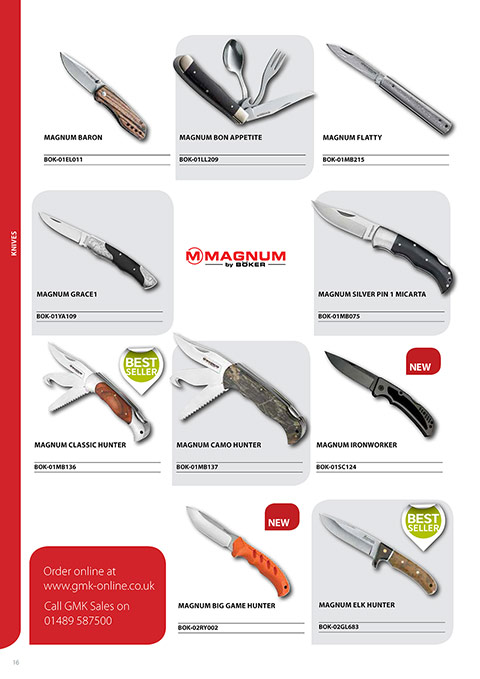 MAGNUM BARON
BOK-01EL011
MAGNUM BON APPETITE
BOK-01LL209
MAGNUM FLATTY
BOK-01MB215
KNIVES
MAGNUM GRACE1
BOK-01YA109
MAGNUM
by BÖKER
MAGNUM SILVER PIN 1 MICARTA
BOK-01MB075
BEST
SELLER
MAGNUM CLASSIC HUNTER
BOK-01MB136
MAGNUM CAMO HUNTER
BOK-01MB137
NEW
MAGNUM IRONWORKER
BOK-01SC124
Order online at
www.gmk-online.co.uk
Call GMK Sales on
01489 587500
NEW
MAGNUM BIG GAME HUNTER
BOK-02RY002
BEST
SELLER
MAGNUM ELK HUNTER
BOK-02GL683
16